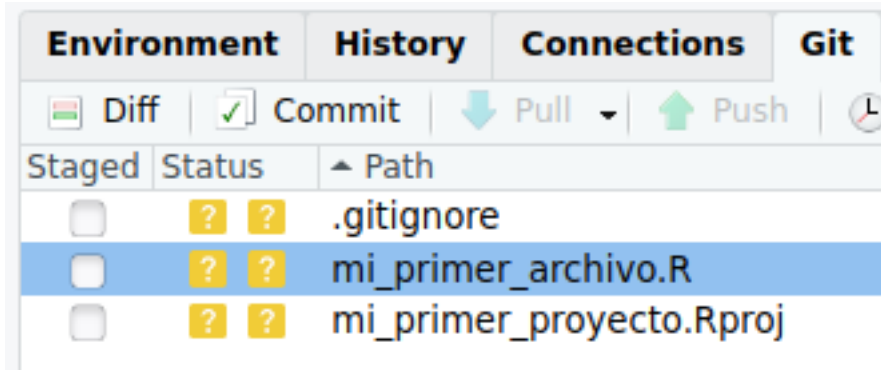 Environment History Connections Git
Diff Commit Pull Push
Staged Status Path
? ? .gitignore
? ? mi_primer_archivo.R
? ? mi_primer_proyecto.Rproj